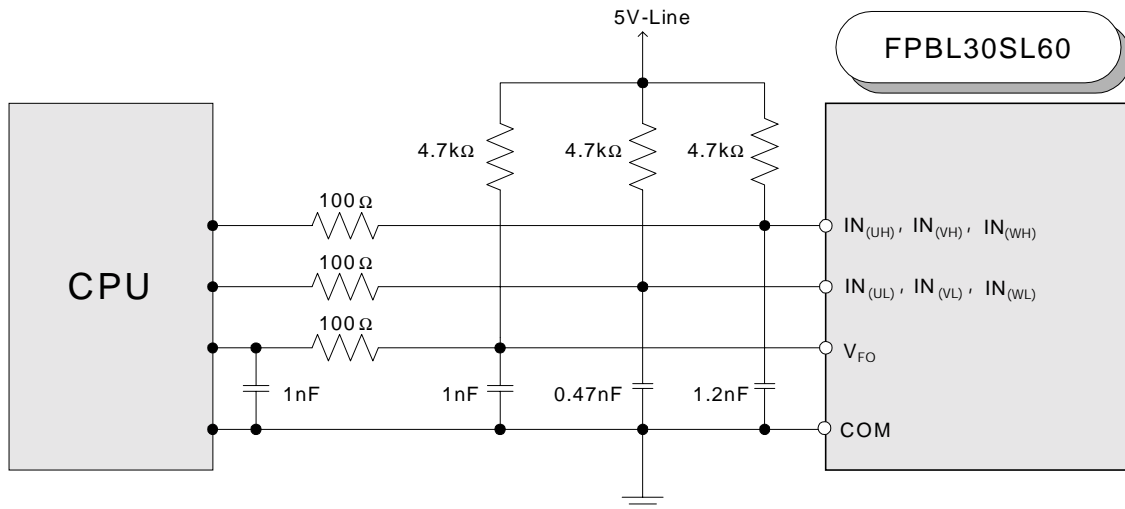 5V-Line
FPBL30SL60
4.7kΩ 4.7kΩ 4.7kΩ
100Ω
IN(UH), IN(VH), IN(WH)
CPU
100Ω
IN(UL), IN(VL), IN(WL)
100Ω
VFO
1nF 1nF 0.47nF 1.2nF
COM